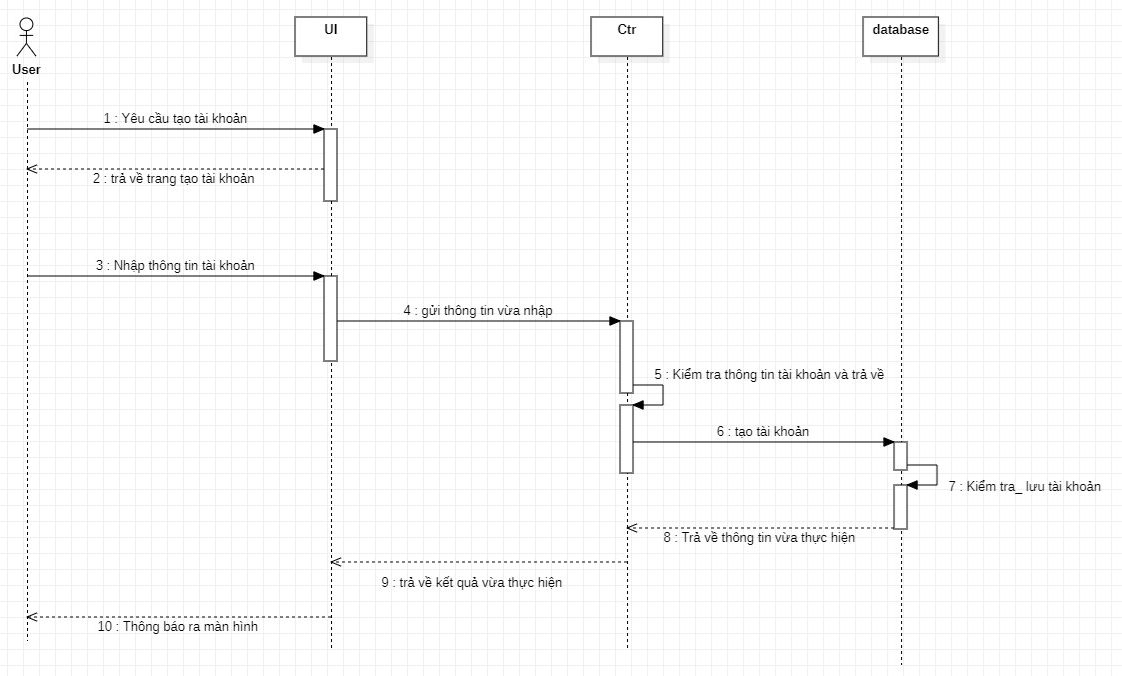 User
UI
Ctr
database
1 : Yêu cầu tạo tài khoản
2 : trả về trang tạo tài khoản
3 : Nhập thông tin tài khoản
4 : gửi thông tin vừa nhập
5 : Kiểm tra thông tin tài khoản và trả về
6 : tạo tài khoản
7 : Kiểm tra_ lưu tài khoản
8 : Trả về thông tin vừa thực hiện
9 : trả về kết quả vừa thực hiện
10 : Thông báo ra màn hình